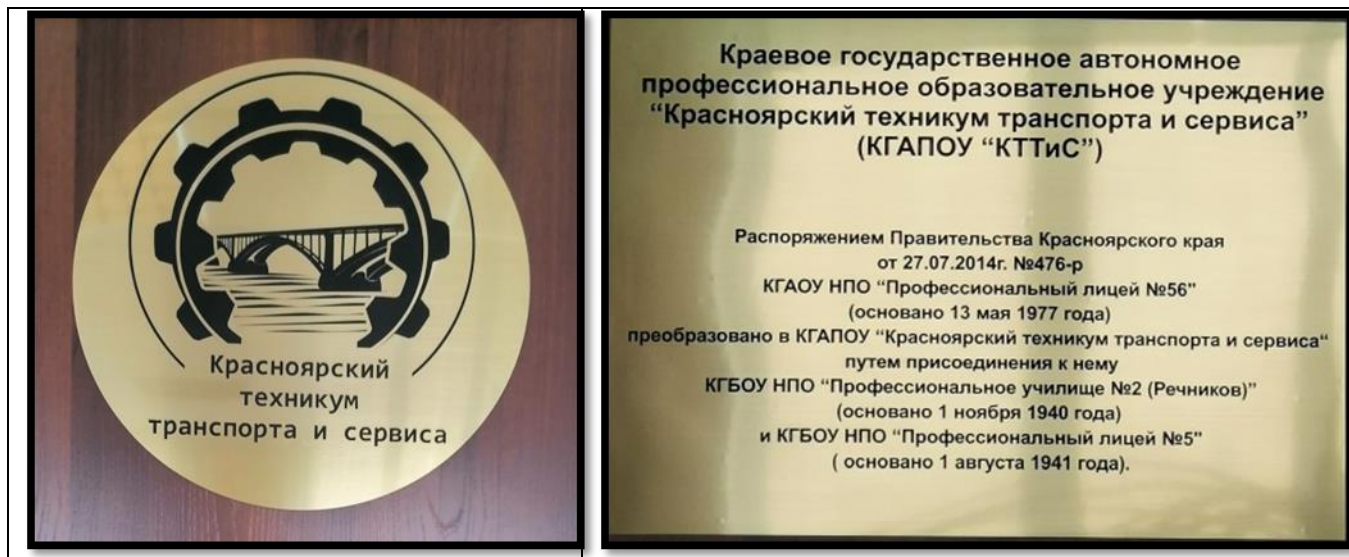 Красноярский
техникум
транспорта и сервиса
Краевое государственное автономное
профессиональное образовательное учреждение
“Красноярский техникум транспорта и сервиса”
(КГАПОУ “КТТиС”)
Распоряжением Правительства Красноярского края
от 27.07.2014г. №476-р
КГАОУ НПО “Профессиональный лицей №56”
(основано 13 мая 1977 года)
преобразовано в КГАПОУ “Красноярский техникум транспорта и сервиса“
путем присоединения к нему
КГБОУ НПО “Профессиональное училище №2 (Речников)”
(основано 1 ноября 1940 года)
и КГБОУ НПО “Профессиональный лицей №5”
( основано 1 августа 1941 года).